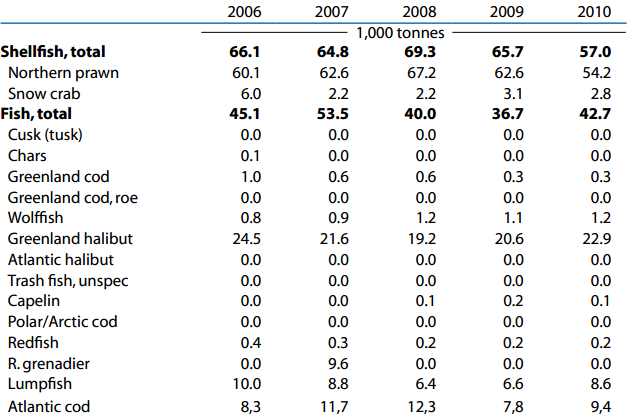 2006 2007 2008 2009 2010
1,000 tonnes
Shellfish, total 66.1 64.8 69.3 65.7 57.0
Northern prawn 60.1 62.6 67.2 62.6 54.2
Snow crab 6.0 2.2 2.2 3.1 2.8
Fish, total 45.1 53.5 40.0 36.7 42.7
Cusk (tusk) 0.0 0.0 0.0 0.0 0.0
Chars 0.1 0.0 0.0 0.0 0.0
Greenland cod 1.0 0.6 0.6 0.3 0.3
Greenland cod, roe 0.0 0.0 0.0 0.0 0.0
Wolffish 0.8 0.9 1.2 1.1 1.2
Greenland halibut 24.5 21.6 19.2 20.6 22.9
Atlantic halibut 0.0 0.0 0.0 0.0 0.0
Trash fish, unspec 0.0 0.0 0.0 0.0 0.0
Capelin 0.0 0.0 0.1 0.2 0.1
Polar/Arctic cod 0.0 0.0 0.0 0.0 0.0
Redfish 0.4 0.3 0.2 0.2 0.2
R. grenadier 0.0 9.6 0.0 0.0 0.0
Lumpfish 10.0 8.8 6.4 6.6 8.6
Atlantic cod 8,3 11,7 12,3 7,8 9,4